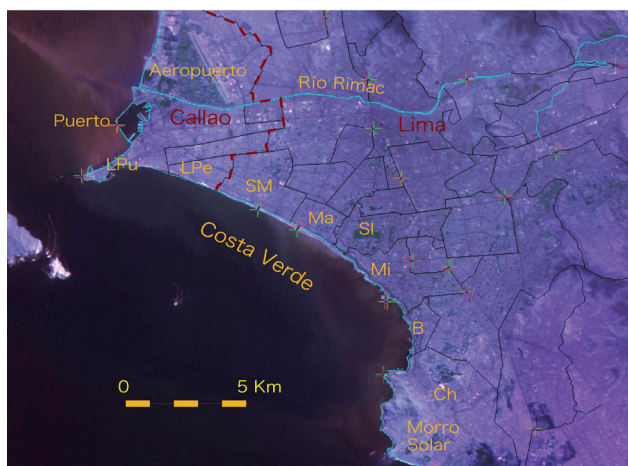 Aeropuerto
Río Rímac
Puerto
Callao
Lima
LPu
LPe
SM
Ma
SI
Costa Verde
Mi
B
0 5 Km
Ch
Morro
Solar